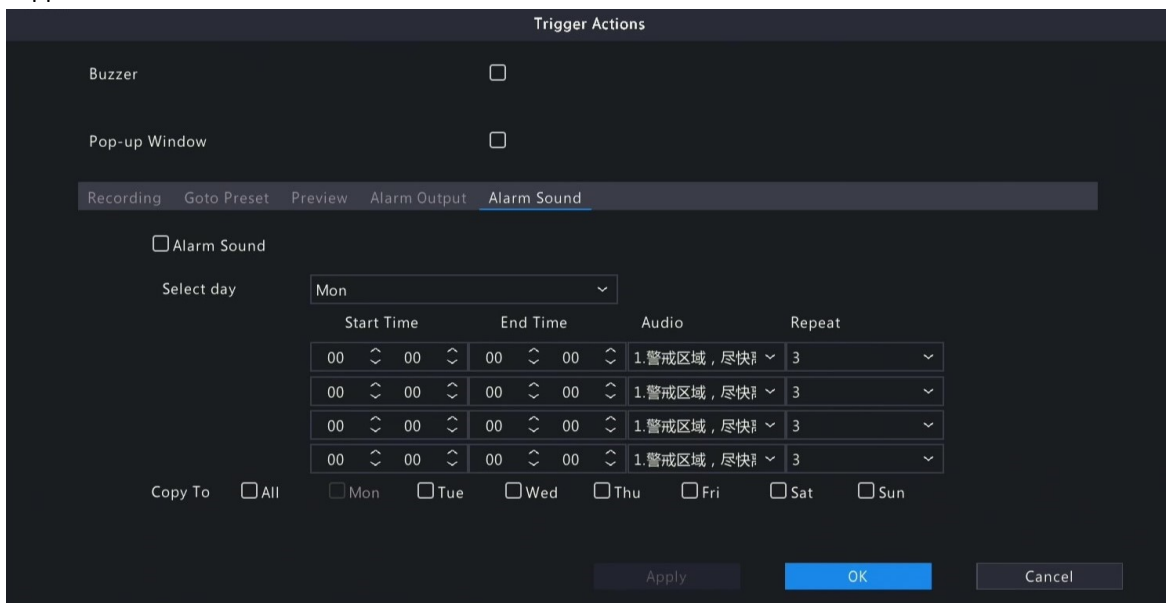 Trigger Actions
Buzzer
Pop-up Window
Recording Goto Preset Preview Alarm Output Alarm Sound
Alarm Sound
Select day Mon
Start Time End Time Audio Repeat
00 00 00 00 1.警戒区域，尽快 3
00 00 00 00 1.警戒区域，尽快 3
00 00 00 00 1.警戒区域，尽快 3
00 00 00 00 1.警戒区域，尽快 3
Copy To All Mon Tue Wed Thu Fri Sat Sun
Apply OK Cancel